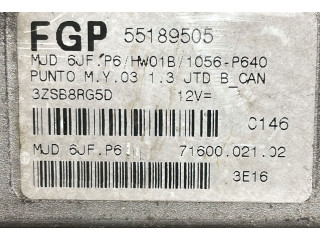 FGP 55189505
MJD 6JF.P6/HW01B/1056-P640
PUNTO M.Y.03 1.3 JTD B_CAN
3ZSB8RG5D 12V=
C146
MJD 6JF.P6 71600.021.02
3E16